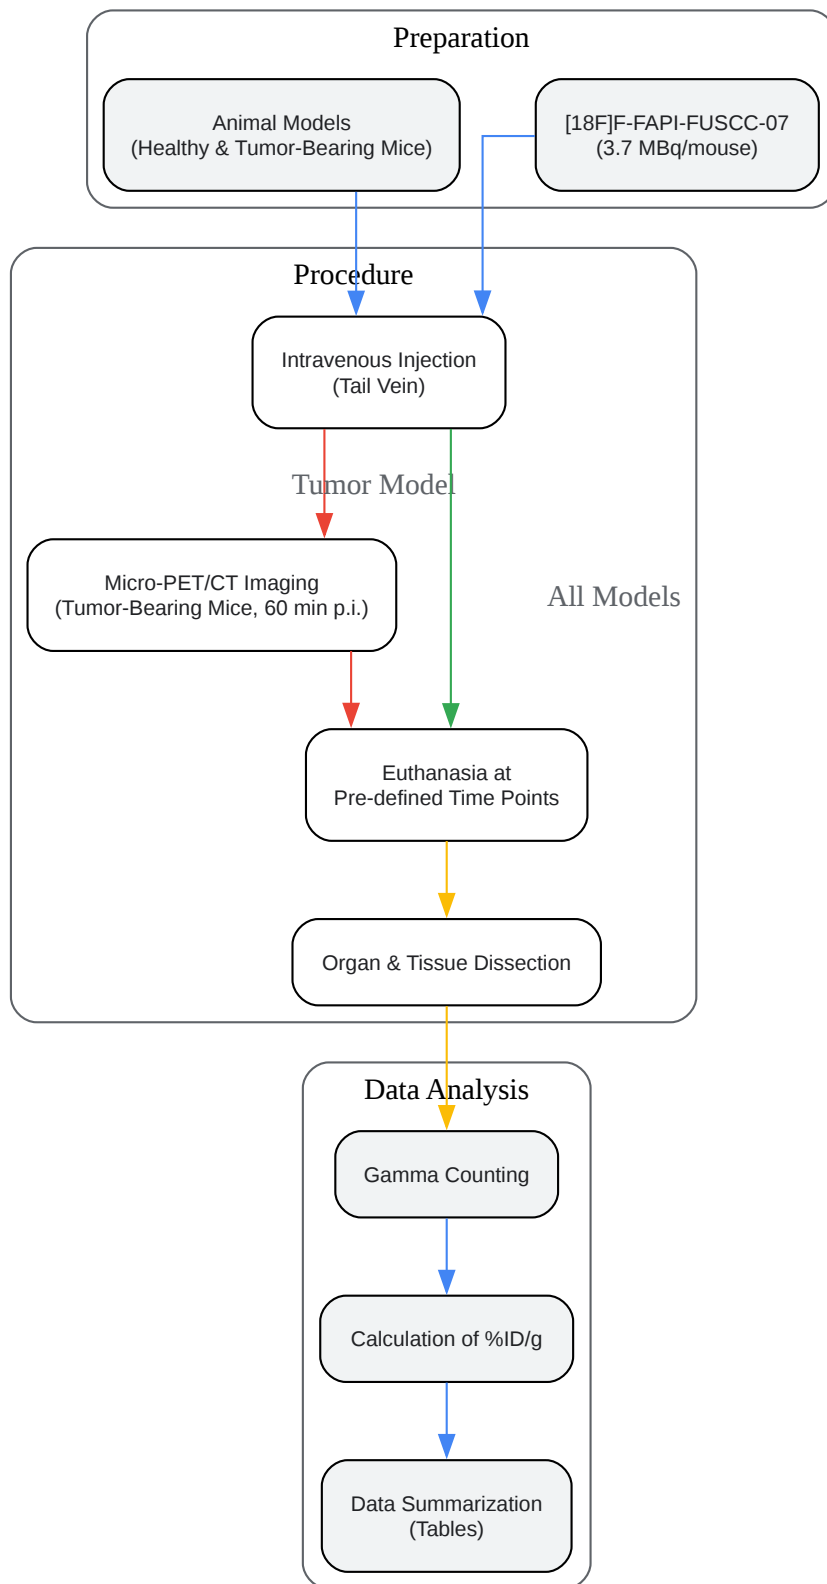 Preparation
Animal Models
(Healthy & Tumor-Bearing Mice)
[18F]F-FAPI-FUSCC-07
(3.7 MBq/mouse)
Procedure
Intravenous Injection
(Tail Vein)
Tumor Model
Micro-PET/CT Imaging
(Tumor-Bearing Mice, 60 min p.i.)
All Models
Euthanasia at
Pre-defined Time Points
Organ & Tissue Dissection
Data Analysis
Gamma Counting
Calculation of %ID/g
Data Summarization
(Tables)